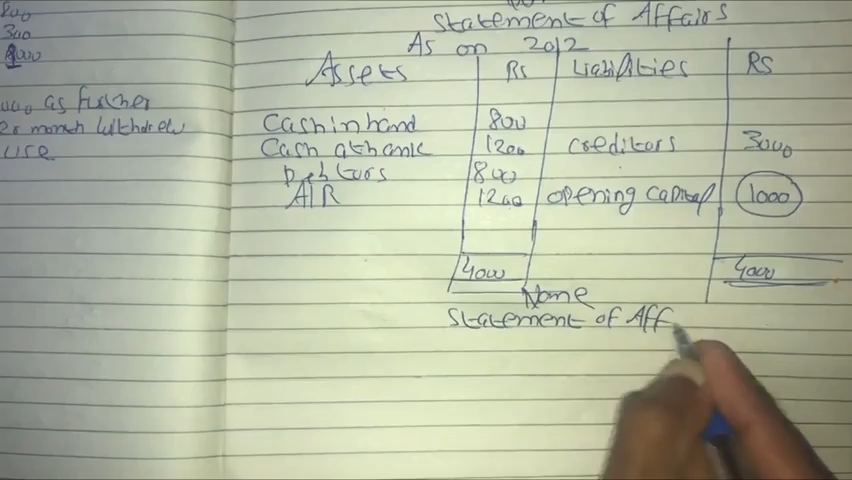 800
300
1000
as further
month withdrew
use
Statement of Affairs
As on 2012
Assets Rs Liabilities Rs
Cash in hand 800
Cash at bank 1200 creditors 3000
Debtors 800
A/R 1200 opening capital 1000
4000 4000
Name
Statement of Aff